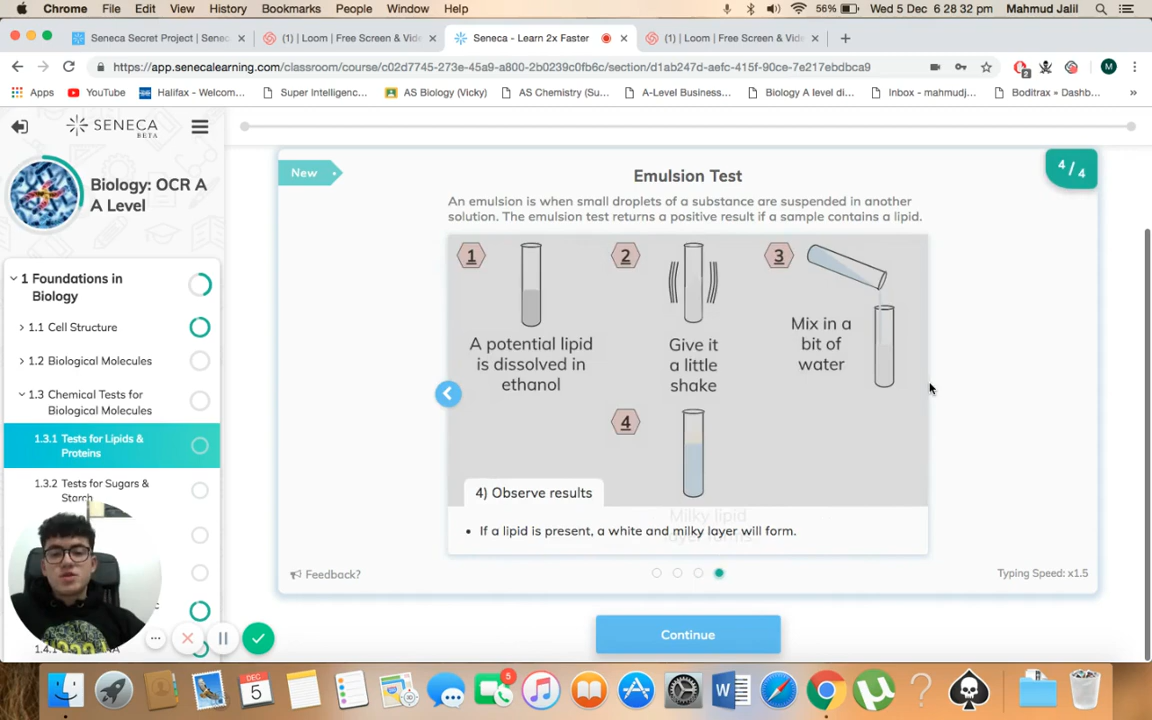 Chrome File Edit View History Bookmarks People Window Help 56% Wed 5 Dec 6 28 32 pm Mahmud Jalil
Seneca Secret Project | Senec
(1) | Loom | Free Screen & Vide
Seneca - Learn 2x Faster
(1) | Loom | Free Screen & Vide
https://app.senecalearning.com/classroom/course/c02d7745-273e-45a9-a800-2b0239c0fb6c/section/d1ab247d-aefc-415f-90ce-7e217ebdbca9
2
M
Apps YouTube Halifax - Welcom... Super Intelligenc... AS Biology (Vicky) AS Chemistry (Su... A-Level Business... Biology A level di... Inbox - mahmudj... Boditrax = Dashb... »
SENECA
BETA
Biology: OCR A
A Level
1 Foundations in
Biology
1.1 Cell Structure
1.2 Biological Molecules
1.3 Chemical Tests for
Biological Molecules
1.3.1 Tests for Lipids &
Proteins
1.3.2 Tests for Sugars &
Starch
New
4/4
Emulsion Test
An emulsion is when small droplets of a substance are suspended in another
solution. The emulsion test returns a positive result if a sample contains a lipid.
1
A potential lipid
is dissolved in
ethanol
2
Give it
a little
shake
3
Mix in a
bit of
water
4
Milky lipid
4) Observe results
• If a lipid is present, a white and milky layer will form.
Feedback?
Typing Speed: x1.5
Continue
DEC
5
5
W